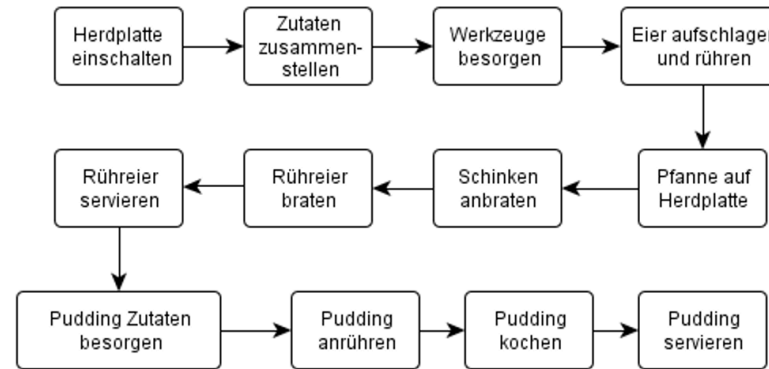 Herdplatte
einschalten
Zutaten
zusammen-
stellen
Werkzeuge
besorgen
Eier aufschlagen
und rühren
Rühreier
servieren
Rühreier
braten
Schinken
anbraten
Pfanne auf
Herdplatte
Pudding Zutaten
besorgen
Pudding
anrühren
Pudding
kochen
Pudding
servieren